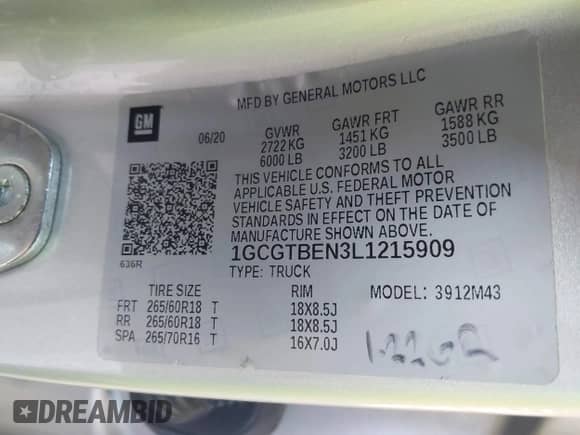 MFD BY GENERAL MOTORS LLC
GM
06/20 GVWR GAWR FRT GAWR RR
2722 KG 1451 KG 1588 KG
6000 LB 3200 LB 3500 LB
THIS VEHICLE CONFORMS TO ALL
APPLICABLE U.S. FEDERAL MOTOR
VEHICLE SAFETY AND THEFT PREVENTION
STANDARDS IN EFFECT ON THE DATE OF
MANUFACTURE SHOWN ABOVE.
636R
1GCGTBEN3L1215909
TYPE: TRUCK
TIRE SIZE RIM MODEL: 3912M43
FRT 265/60R18 T 18X8.5J
RR 265/60R18 T 18X8.5J
SPA 265/70R16 T 16X7.0J
DREAMBID